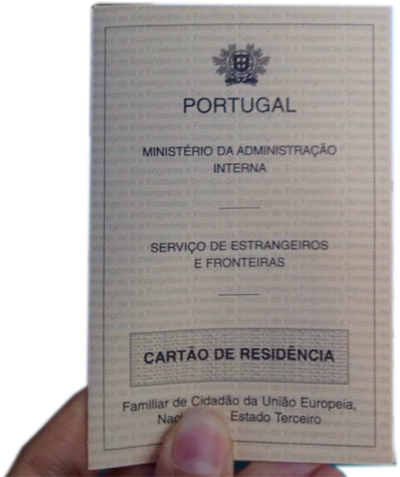 PORTUGAL
MINISTÉRIO DA ADMINISTRAÇÃO
INTERNA
SERVIÇO DE ESTRANGEIROS
E FRONTEIRAS
CARTÃO DE RESIDÊNCIA
Familiar de Cidadão da União Europeia,
Estado Terceiro